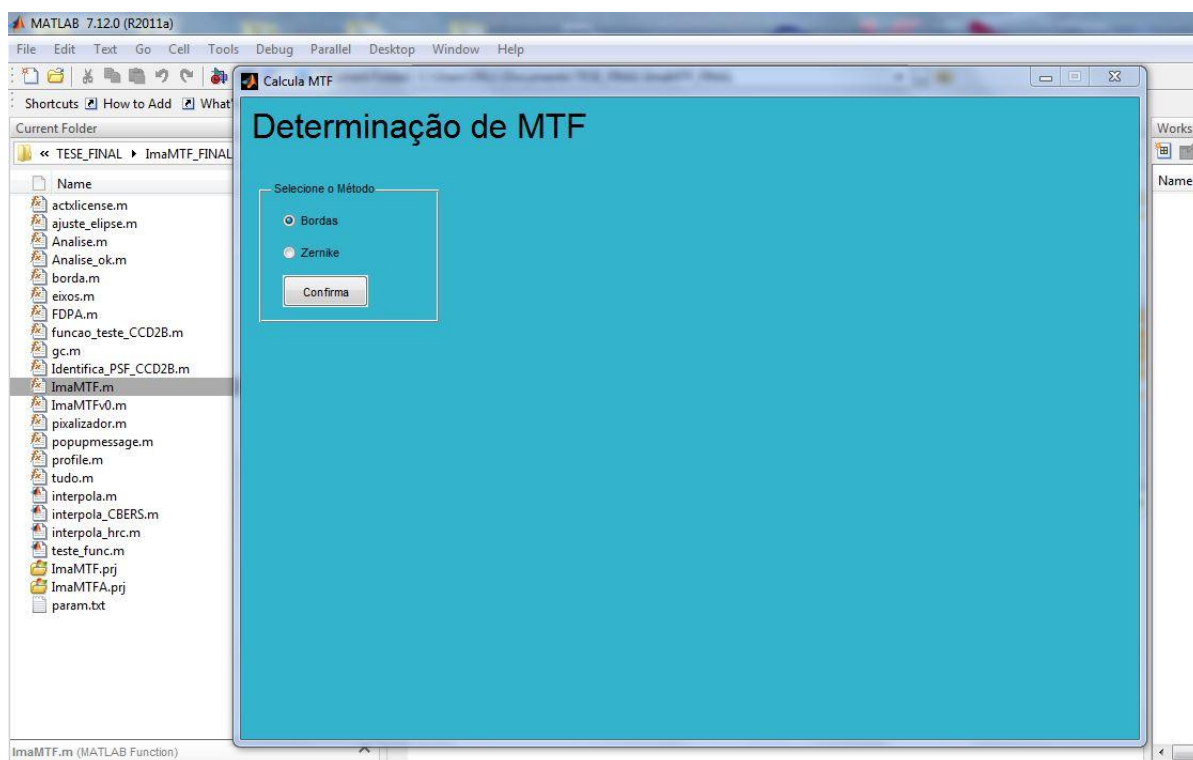 MATLAB 7.12.0 (R2011a)
File Edit Text Go Cell Tools Debug Parallel Desktop Window Help
Shortcuts How to Add What'
Current Folder
« TESE_FINAL ImaMTF_FINAL
Name
actxlicense.m
ajuste_elipse.m
Analise.m
Analise_ok.m
borda.m
eixos.m
FDPA.m
funcao_teste_CCD2B.m
gc.m
Identifica_PSF_CCD2B.m
ImaMTF.m
ImaMTFv0.m
pixalizador.m
popupmessage.m
profile.m
tudo.m
interpola.m
interpola_CBERS.m
interpola_hrc.m
teste_func.m
ImaMTF.prj
ImaMTFA.prj
param.txt
ImaMTF.m (MATLAB Function)
Calcula MTF
Determinação de MTF
Selecione o Método
Bordas
Zernike
Confirma
Works
Name